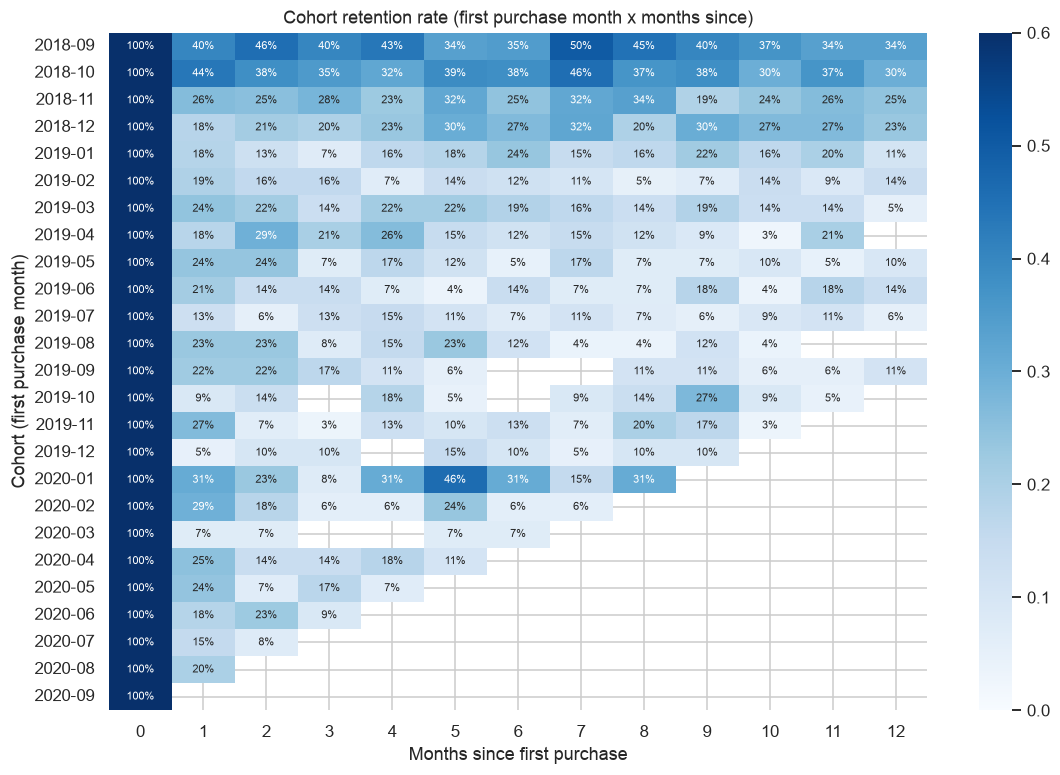 Cohort retention rate (first purchase month x months since)
Cohort (first purchase month)
2018-09 100% 40% 46% 40% 43% 34% 35% 50% 45% 40% 37% 34% 34%
2018-10 100% 44% 38% 35% 32% 39% 38% 46% 37% 38% 30% 37% 30%
2018-11 100% 26% 25% 28% 23% 32% 25% 32% 34% 19% 24% 26% 25%
2018-12 100% 18% 21% 20% 23% 30% 27% 32% 20% 30% 27% 27% 23%
2019-01 100% 18% 13% 7% 16% 18% 24% 15% 16% 22% 16% 20% 11%
2019-02 100% 19% 16% 16% 7% 14% 12% 11% 5% 7% 14% 9% 14%
2019-03 100% 24% 22% 14% 22% 22% 19% 16% 14% 19% 14% 14% 5%
2019-04 100% 18% 29% 21% 26% 15% 12% 15% 12% 9% 3% 21%
2019-05 100% 24% 24% 7% 17% 12% 5% 17% 7% 7% 10% 5% 10%
2019-06 100% 21% 14% 14% 7% 4% 14% 7% 7% 18% 4% 18% 14%
2019-07 100% 13% 6% 13% 15% 11% 7% 11% 7% 6% 9% 11% 6%
2019-08 100% 23% 23% 8% 15% 23% 12% 4% 4% 12% 4%
2019-09 100% 22% 22% 17% 11% 6% 11% 11% 6% 6% 11%
2019-10 100% 9% 14% 18% 5% 9% 14% 27% 9% 5%
2019-11 100% 27% 7% 3% 13% 10% 13% 7% 20% 17% 3%
2019-12 100% 5% 10% 10% 15% 10% 5% 10% 10%
2020-01 100% 31% 23% 8% 31% 46% 31% 15% 31%
2020-02 100% 29% 18% 6% 6% 24% 6% 6%
2020-03 100% 7% 7% 7% 7%
2020-04 100% 25% 14% 14% 18% 11%
2020-05 100% 24% 7% 17% 7%
2020-06 100% 18% 23% 9%
2020-07 100% 15% 8%
2020-08 100% 20%
2020-09 100%
0 1 2 3 4 5 6 7 8 9 10 11 12
Months since first purchase
0.6
0.5
0.4
0.3
0.2
0.1
0.0